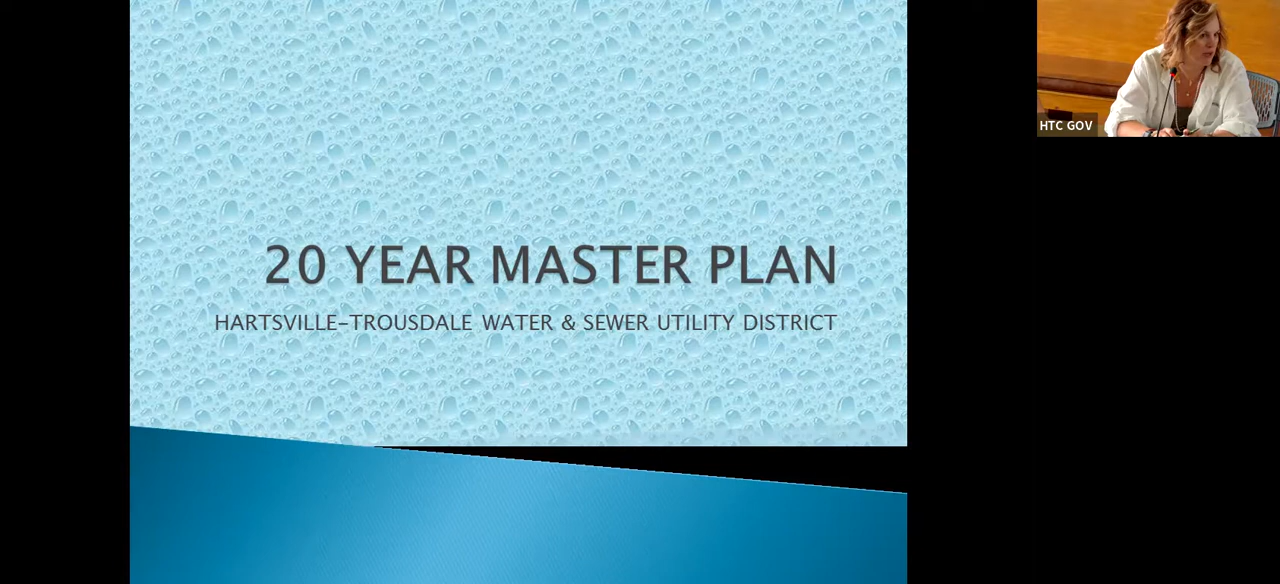 20 YEAR MASTER PLAN
HARTSVILLE-TROUSDALE WATER & SEWER UTILITY DISTRICT
HTC GOV